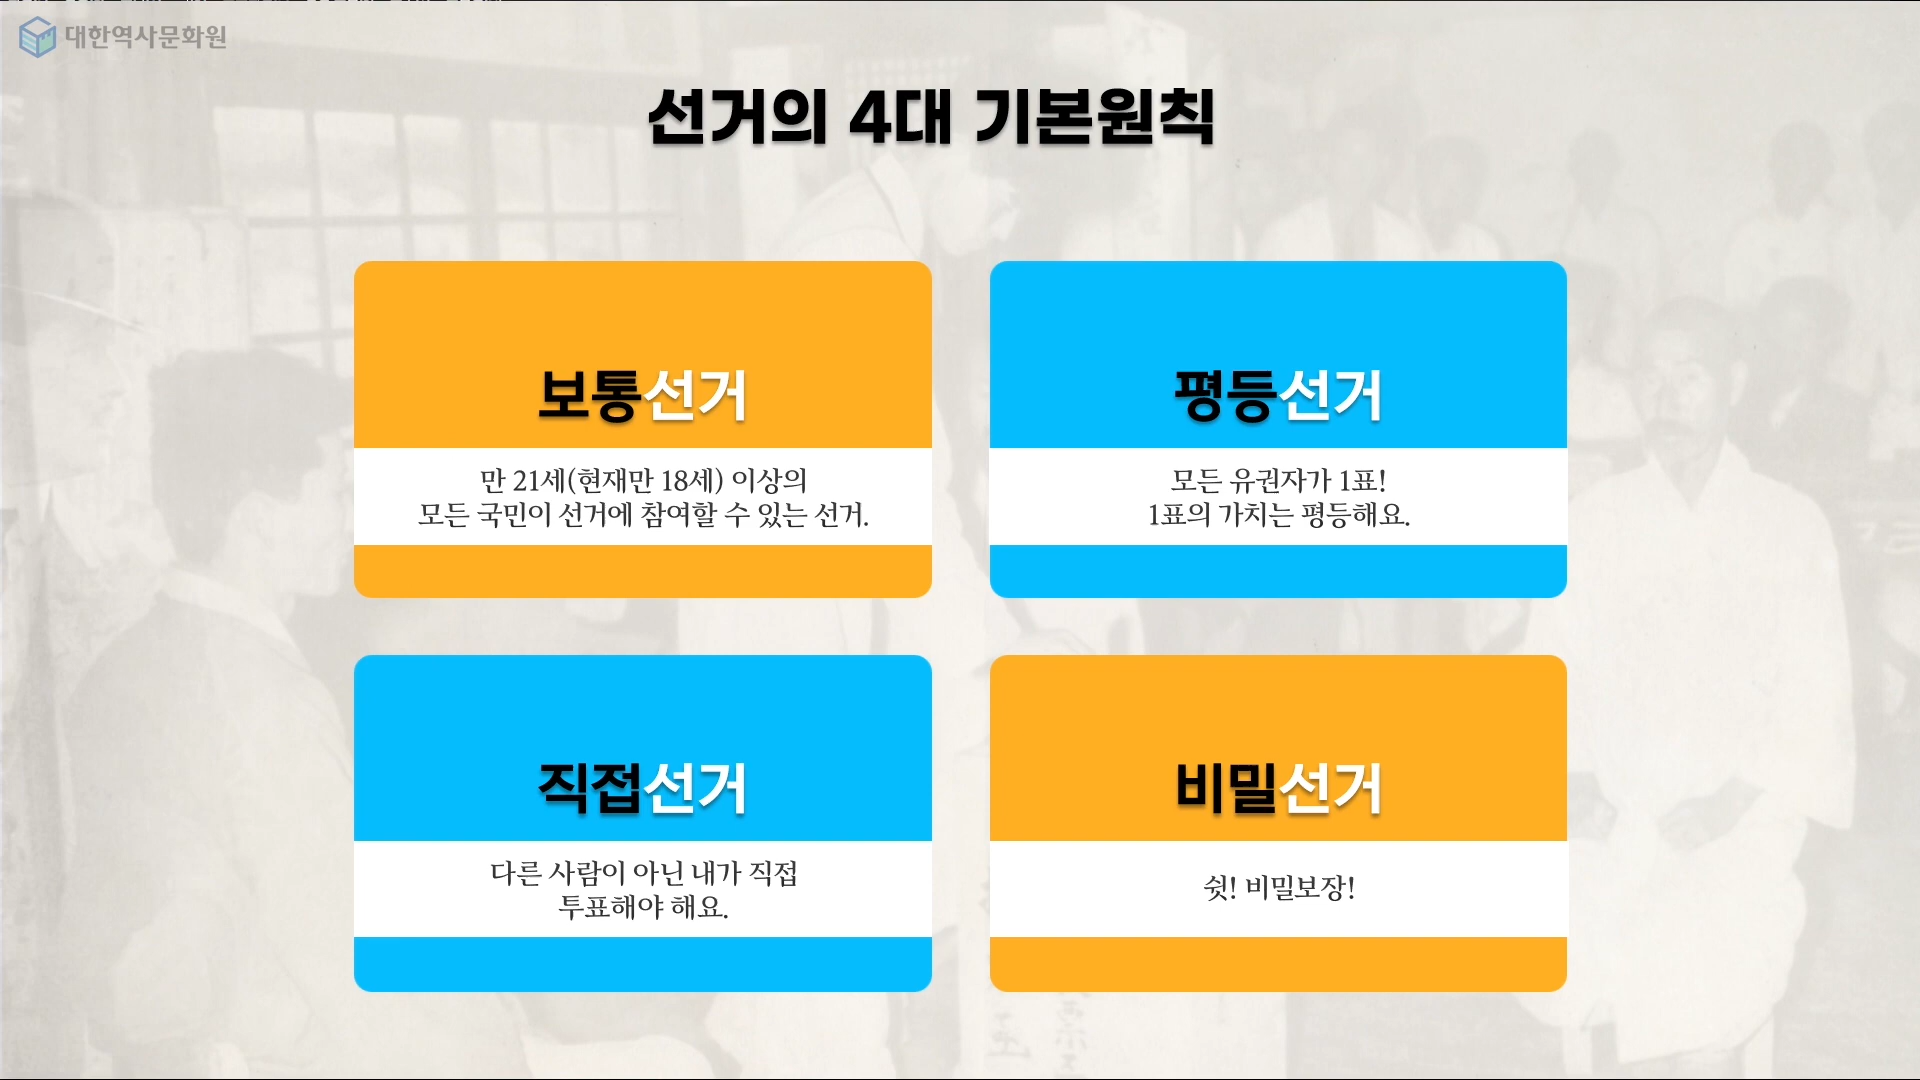 대한역사문화원
선거의 4대 기본원칙
보통선거
만 21세(현재만 18세) 이상의
모든 국민이 선거에 참여할 수 있는 선거.
평등선거
모든 유권자가 1표!
1표의 가치는 평등해요.
직접선거
다른 사람이 아닌 내가 직접
투표해야 해요.
비밀선거
쉿! 비밀보장!